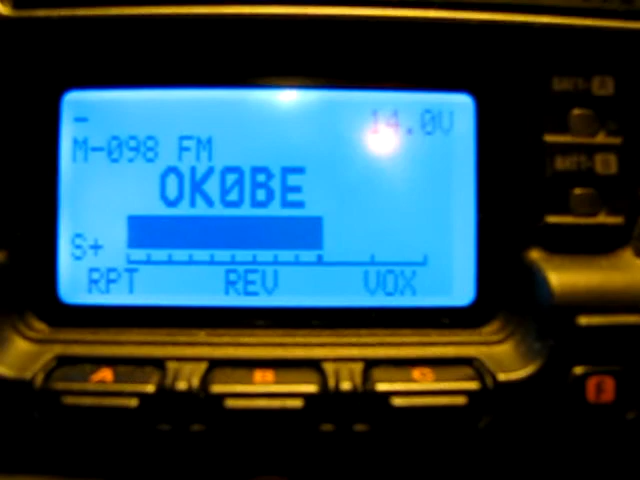 - 14.0V
M-098 FM
OK0BE
S+
RPT REV VOX
A B C
F